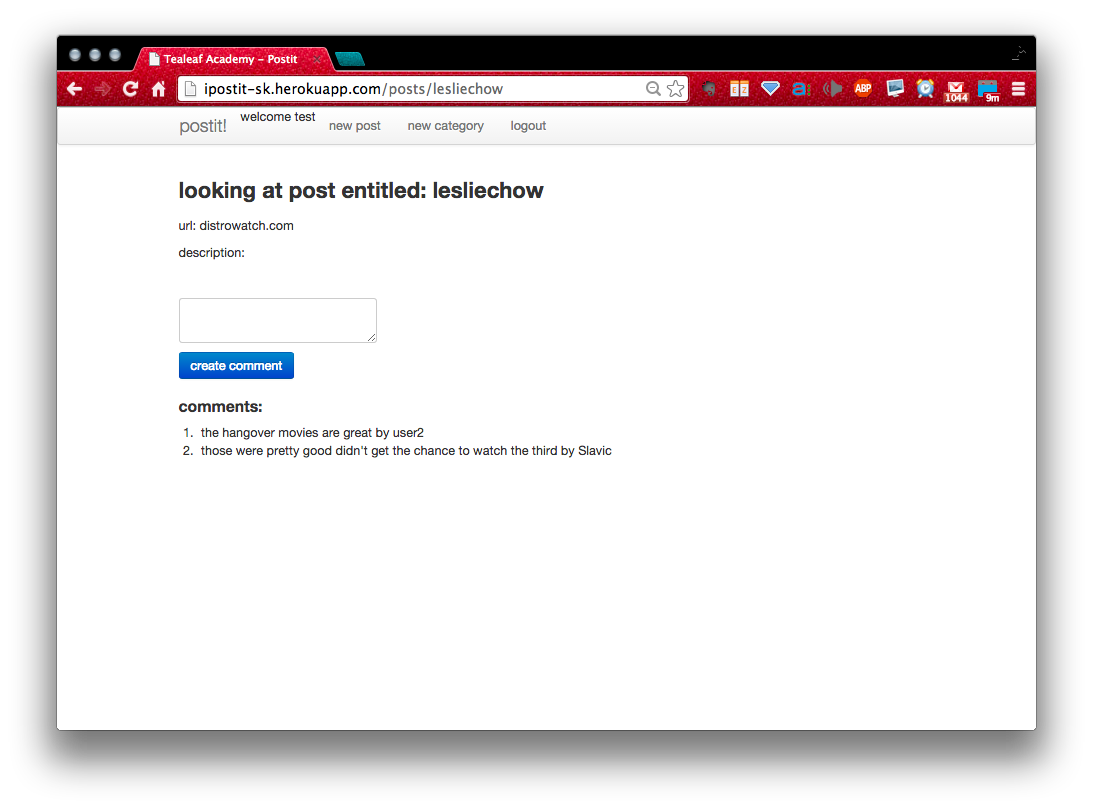 Tealeaf Academy - Postit
ipostit-sk.herokuapp.com/posts/lesliechow
E Z
a:
ABP
1044
9m
postit! welcome test new post new category logout
looking at post entitled: lesliechow
url: distrowatch.com
description:
create comment
comments:
1. the hangover movies are great by user2
2. those were pretty good didn't get the chance to watch the third by Slavic